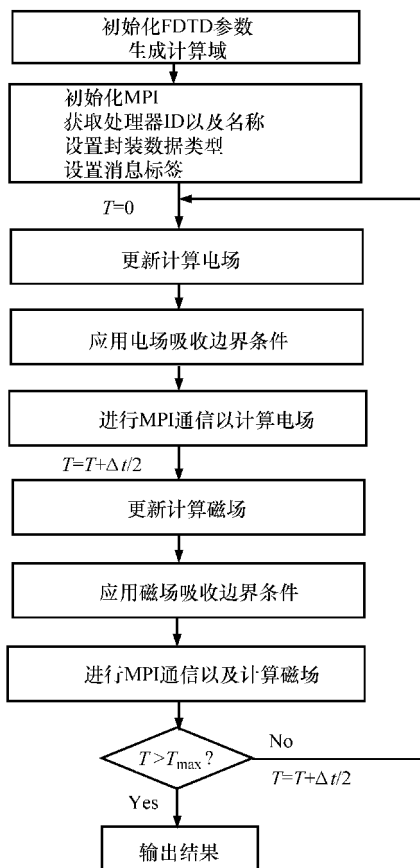 初始化FDTD参数
生成计算域
初始化MPI
获取处理器ID以及名称
设置封装数据类型
设置消息标签
T=0
更新计算电场
应用电场吸收边界条件
进行MPI通信以计算电场
T=T+Δt/2
更新计算磁场
应用磁场吸收边界条件
进行MPI通信以及计算磁场
T>Tmax?
No
T=T+Δt/2
Yes
输出结果